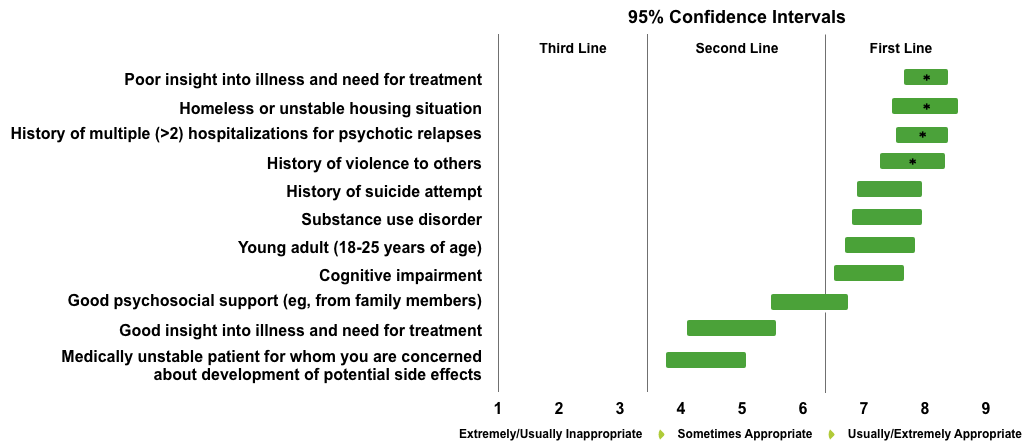 95% Confidence Intervals
Third Line Second Line First Line
Poor insight into illness and need for treatment *
Homeless or unstable housing situation *
History of multiple (>2) hospitalizations for psychotic relapses *
History of violence to others *
History of suicide attempt
Substance use disorder
Young adult (18-25 years of age)
Cognitive impairment
Good psychosocial support (eg, from family members)
Good insight into illness and need for treatment
Medically unstable patient for whom you are concerned
about development of potential side effects
1 2 3 4 5 6 7 8 9
Extremely/Usually Inappropriate Sometimes Appropriate Usually/Extremely Appropriate